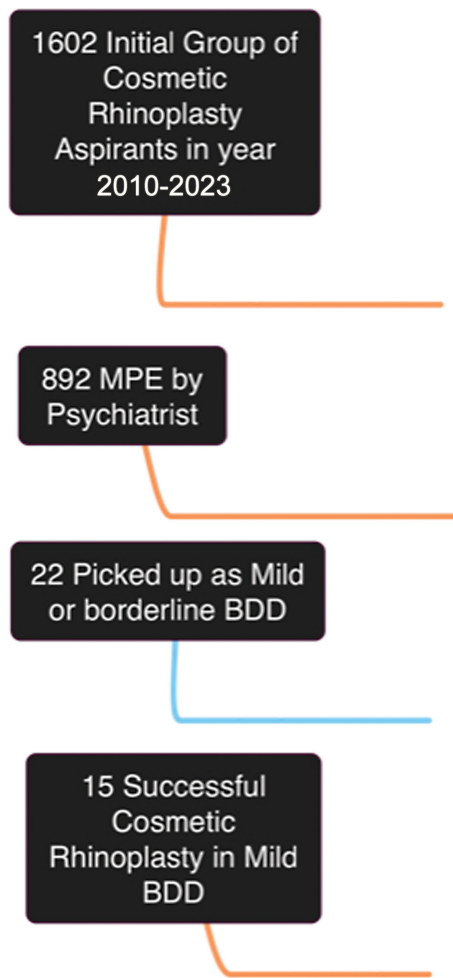 1602 Initial Group of
Cosmetic
Rhinoplasty
Aspirants in year
2010-2023
892 MPE by
Psychiatrist
22 Picked up as Mild
or borderline BDD
15 Successful
Cosmetic
Rhinoplasty in Mild
BDD